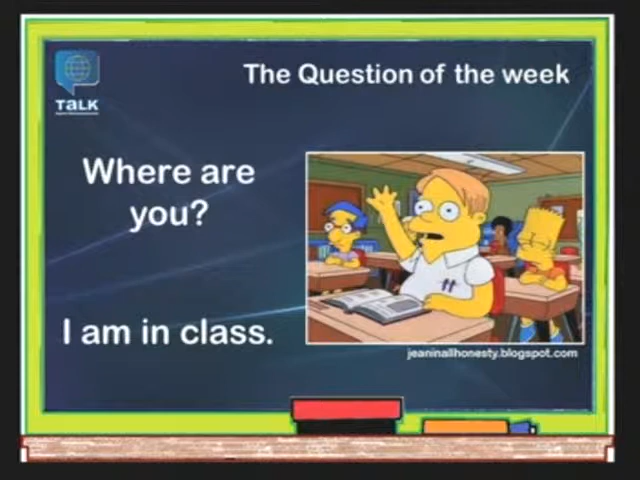 TALK
The Question of the week
Where are
you?
I am in class.
jeaninallhonesty.blogspot.com